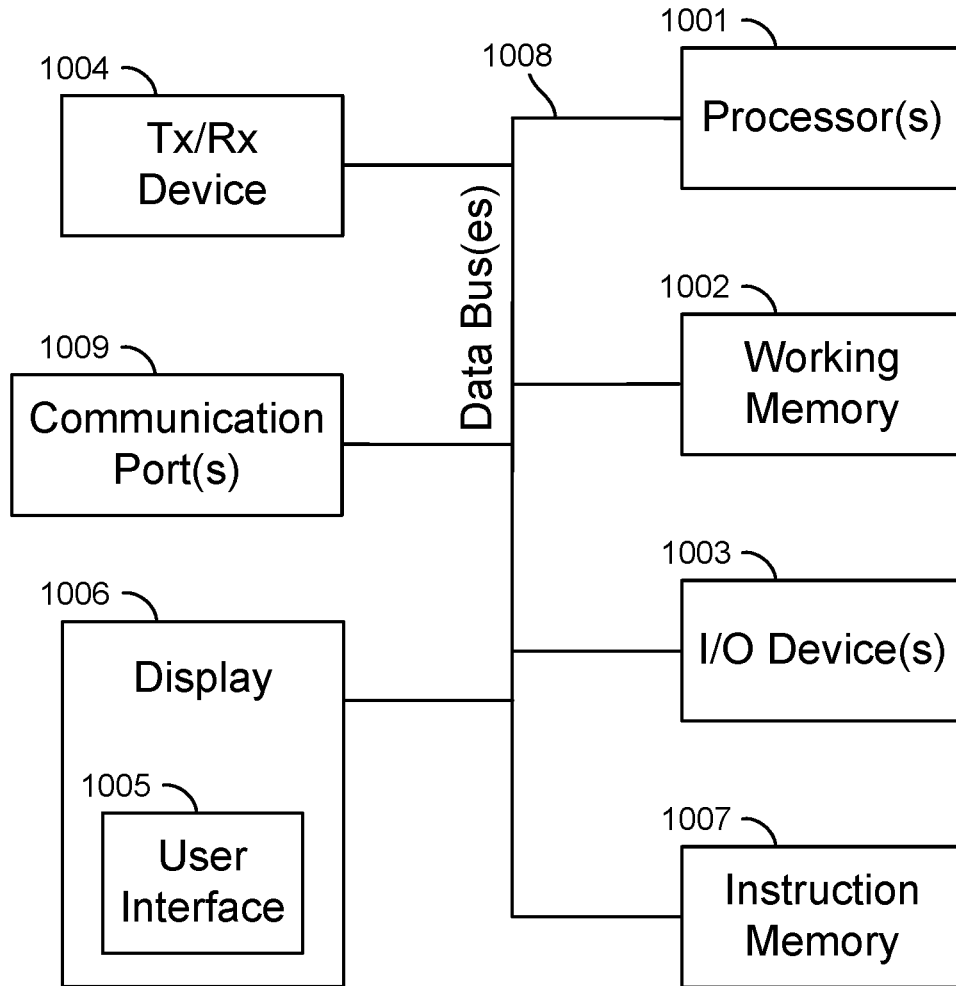 1004
Tx/Rx
Device
1008
1001
Processor(s)
Data Bus(es)
1009
Communication
Port(s)
1002
Working
Memory
1006
Display
1005
User
Interface
1003
I/O Device(s)
1007
Instruction
Memory